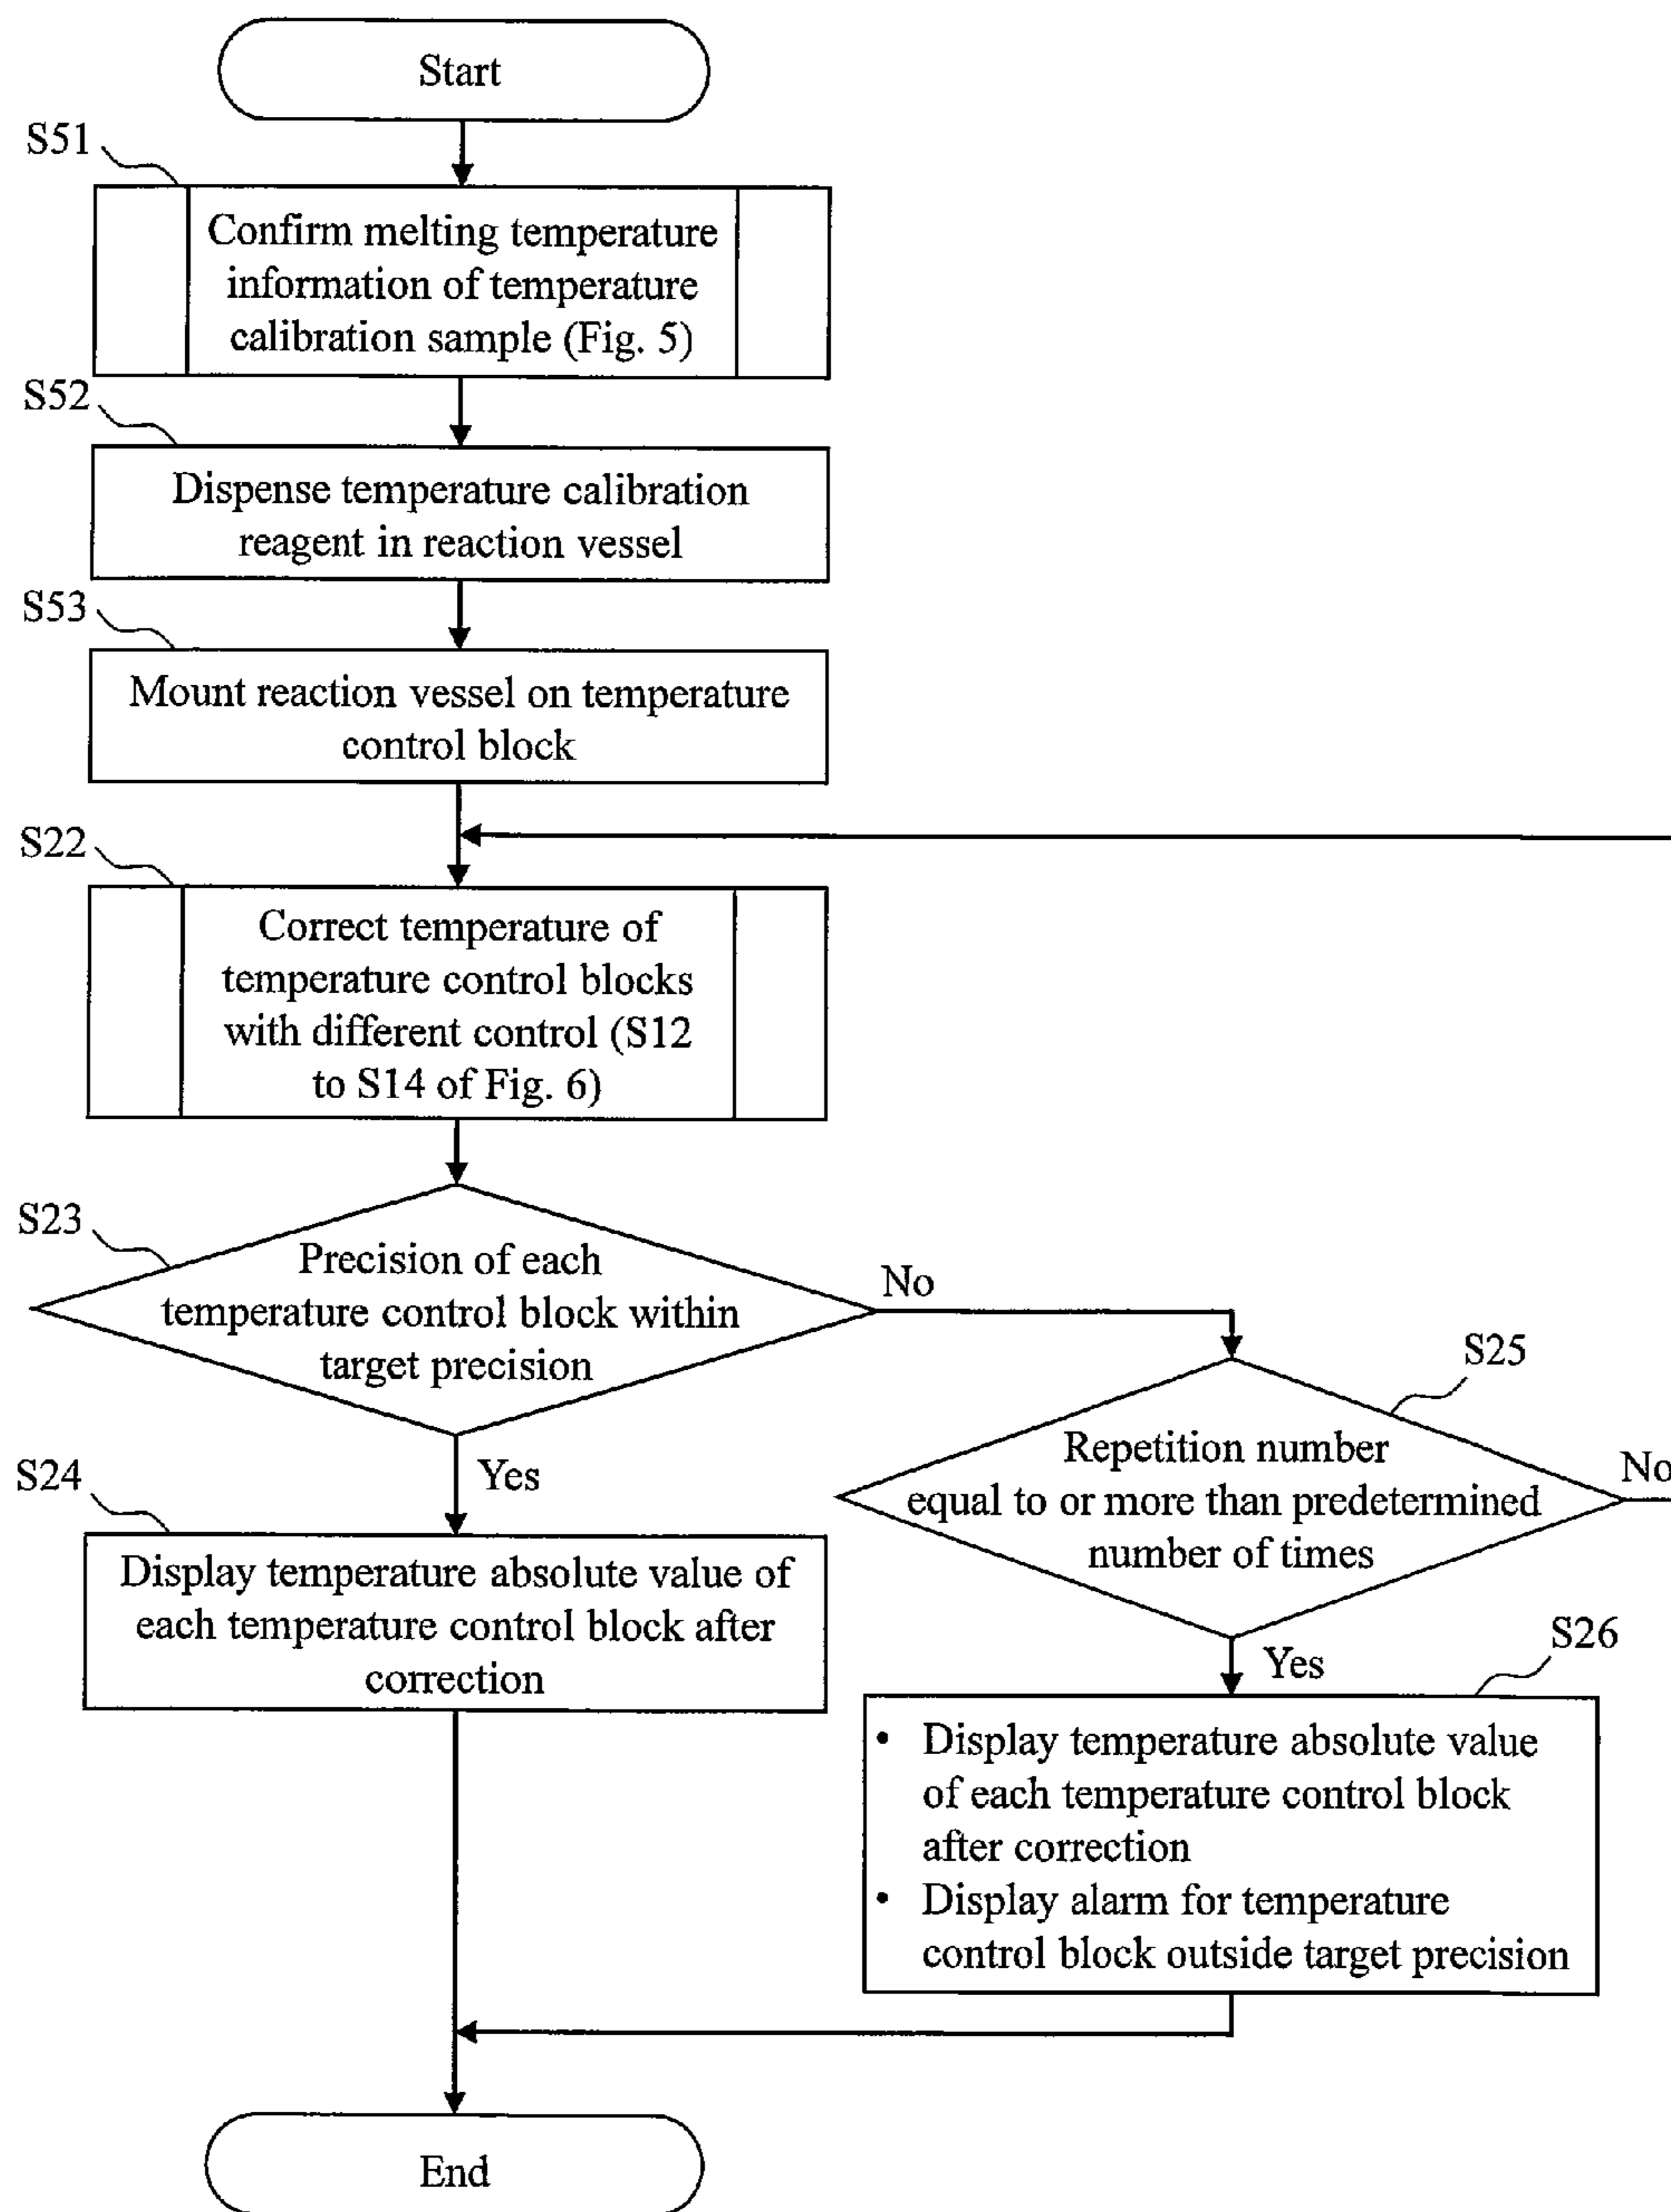 Start
S51
Confirm melting temperature
information of temperature
calibration sample (Fig. 5)
S52
Dispense temperature calibration
reagent in reaction vessel
S53
Mount reaction vessel on temperature
control block
S22
Correct temperature of
temperature control blocks
with different control (S12
to S14 of Fig. 6)
S23
Precision of each
temperature control block within
target precision
No
Yes
S25
Repetition number
equal to or more than predetermined
number of times
No
Yes
S24
Display temperature absolute value of
each temperature control block after
correction
S26
• Display temperature absolute value
of each temperature control block
after correction
• Display alarm for temperature
control block outside target precision
End